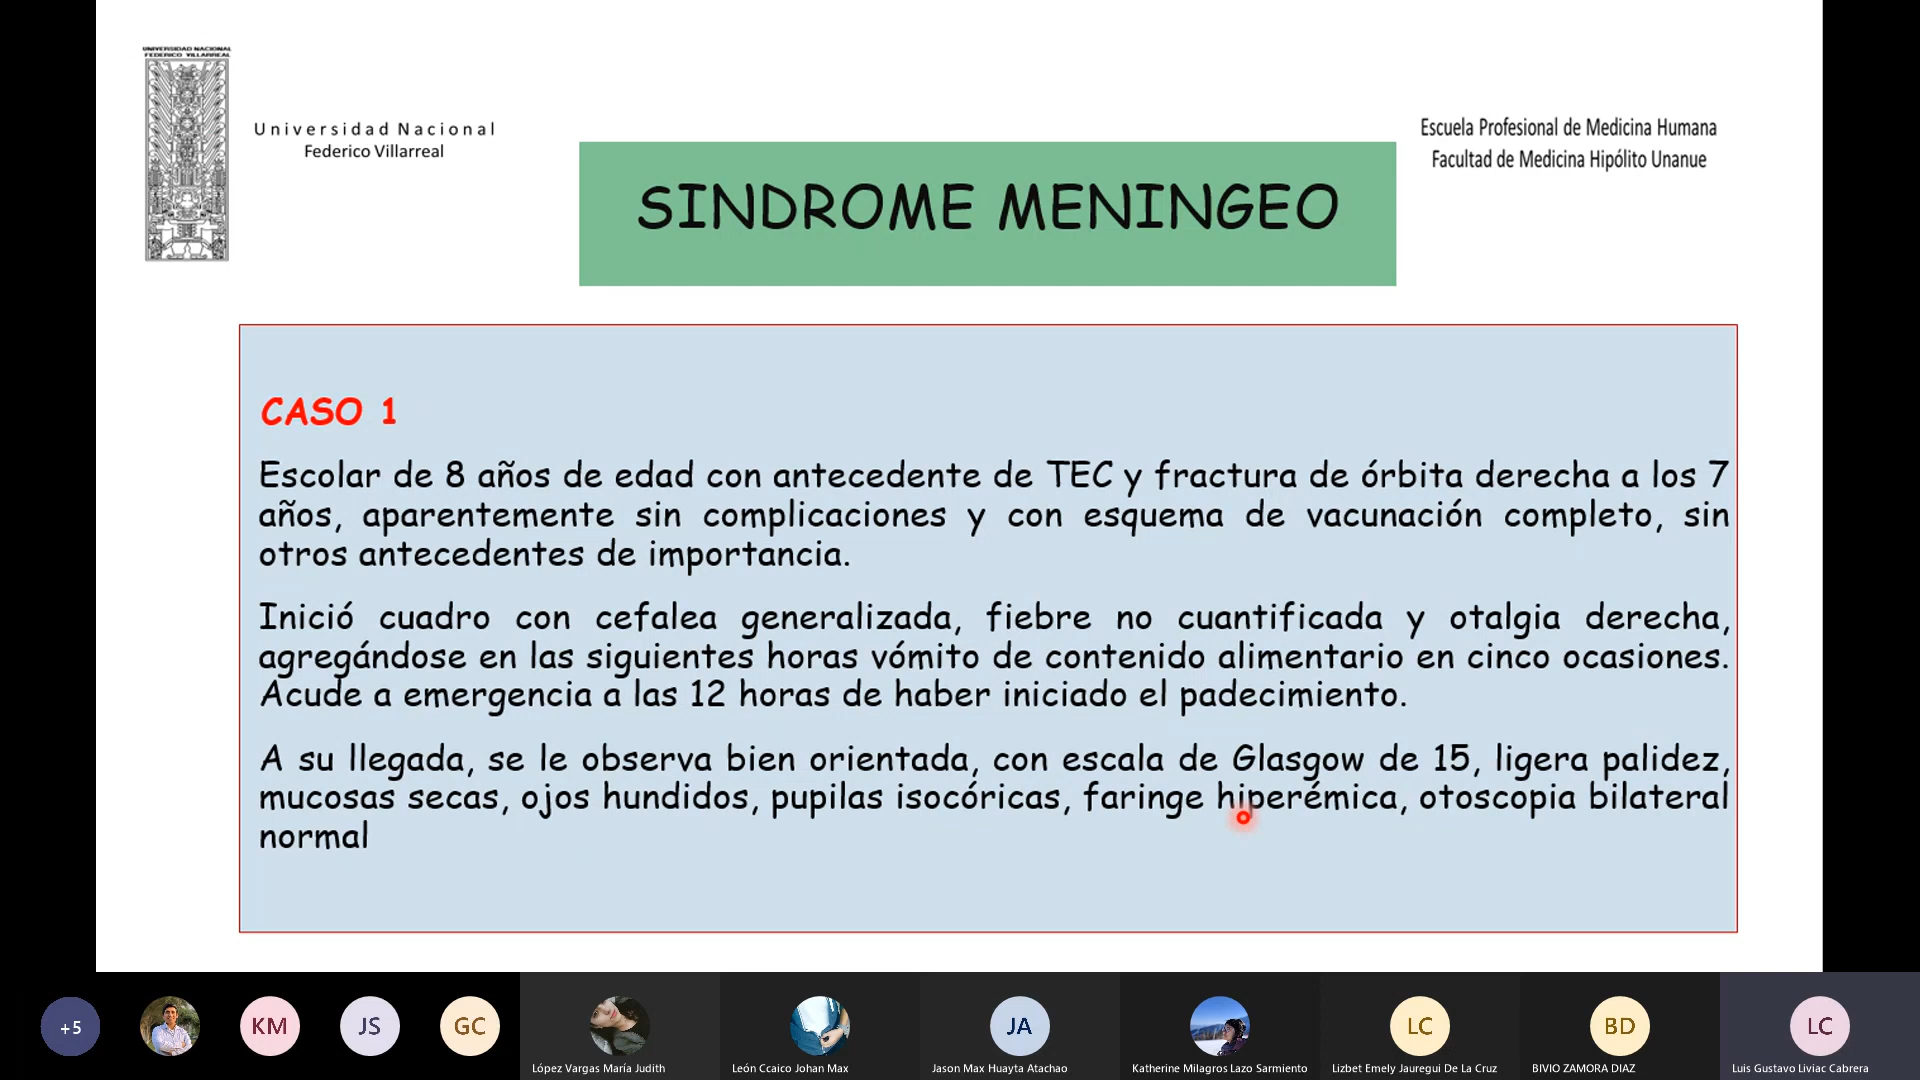 UNIVERSIDAD NACIONAL
FEDERICO VILLARREAL
Universidad Nacional
Federico Villarreal
Escuela Profesional de Medicina Humana
Facultad de Medicina Hipólito Unanue
SINDROME MENINGEO
CASO 1
Escolar de 8 años de edad con antecedente de TEC y fractura de órbita derecha a los 7
años, aparentemente sin complicaciones y con esquema de vacunación completo, sin
otros antecedentes de importancia.
Inició cuadro con cefalea generalizada, fiebre no cuantificada y otalgia derecha,
agregándose en las siguientes horas vómito de contenido alimentario en cinco ocasiones.
Acude a emergencia a las 12 horas de haber iniciado el padecimiento.
A su llegada, se le observa bien orientada, con escala de Glasgow de 15, ligera palidez,
mucosas secas, ojos hundidos, pupilas isocóricas, faringe hiperémica, otoscopia bilateral
normal
+5
KM
JS
GC
JA
LC
BD
LC
López Vargas María Judith
León Ccaico Johan Max
Jason Max Huayta Atachao
Katherine Milagros Lazo Sarmiento
Lizbet Emely Jauregui De La Cruz
BIVIO ZAMORA DIAZ
Luis Gustavo Liviac Cabrera